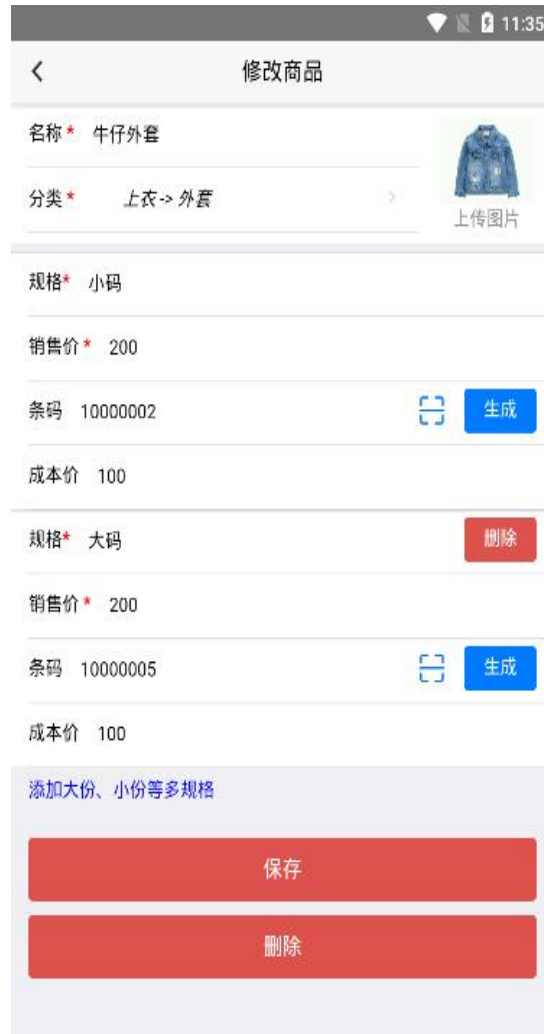 11:35
修改商品
名称* 牛仔外套
分类* 上衣->外套
上传图片
规格* 小码
销售价* 200
条码 10000002 生成
成本价 100
规格* 大码 删除
销售价* 200
条码 10000005 生成
成本价 100
添加大份、小份等多规格
保存
删除